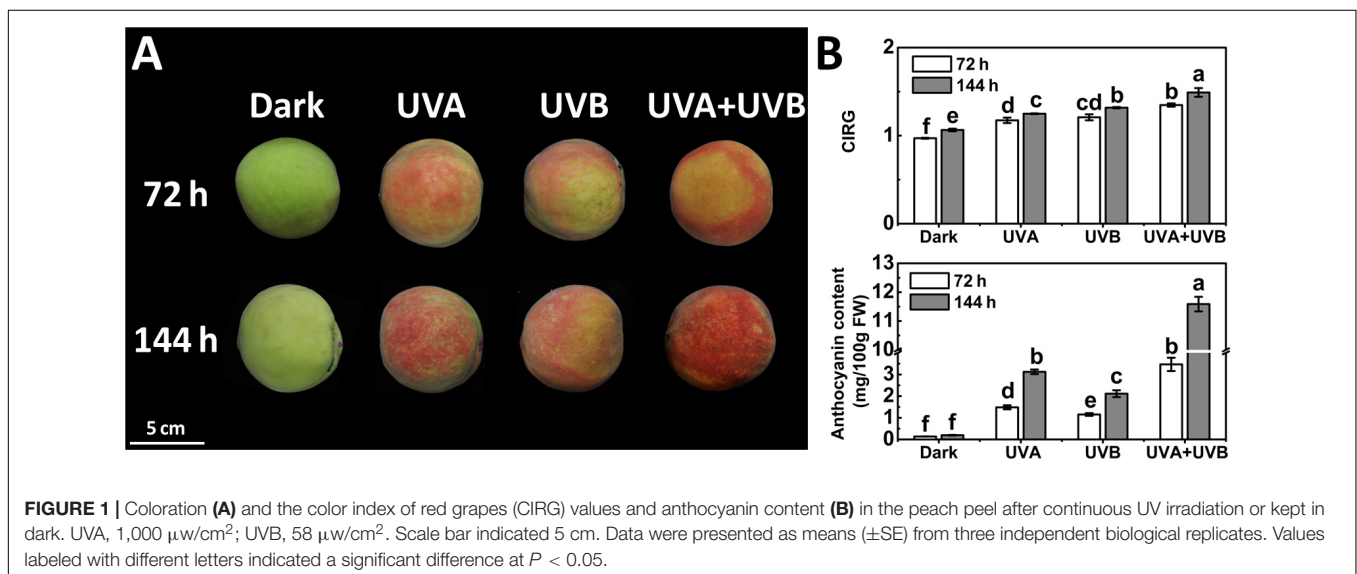 A
Dark UVA UVB UVA+UVB
72 h
144 h
5 cm
B
2
1
0
CIRG
72 h
144 h
f e d c cd b b a
Dark UVA UVB UVA+UVB
13
12
11
10
3
2
1
0
Anthocyanin content
(mg/100g FW)
72 h
144 h
f f d b e c b a
Dark UVA UVB UVA+UVB
FIGURE 1 | Coloration (A) and the color index of red grapes (CIRG) values and anthocyanin content (B) in the peach peel after continuous UV irradiation or kept in
dark. UVA, 1,000 μw/cm²; UVB, 58 μw/cm². Scale bar indicated 5 cm. Data were presented as means (±SE) from three independent biological replicates. Values
labeled with different letters indicated a significant difference at P < 0.05.